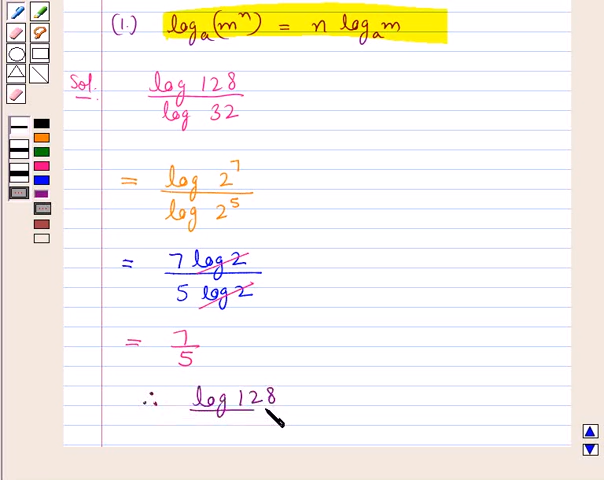 (1.) logₐ(mⁿ) = n logₐm
Sol. log 128
log 32
= log 2⁷
log 2⁵
= 7 log 2
5 log 2
= 7
5
∴ log 128